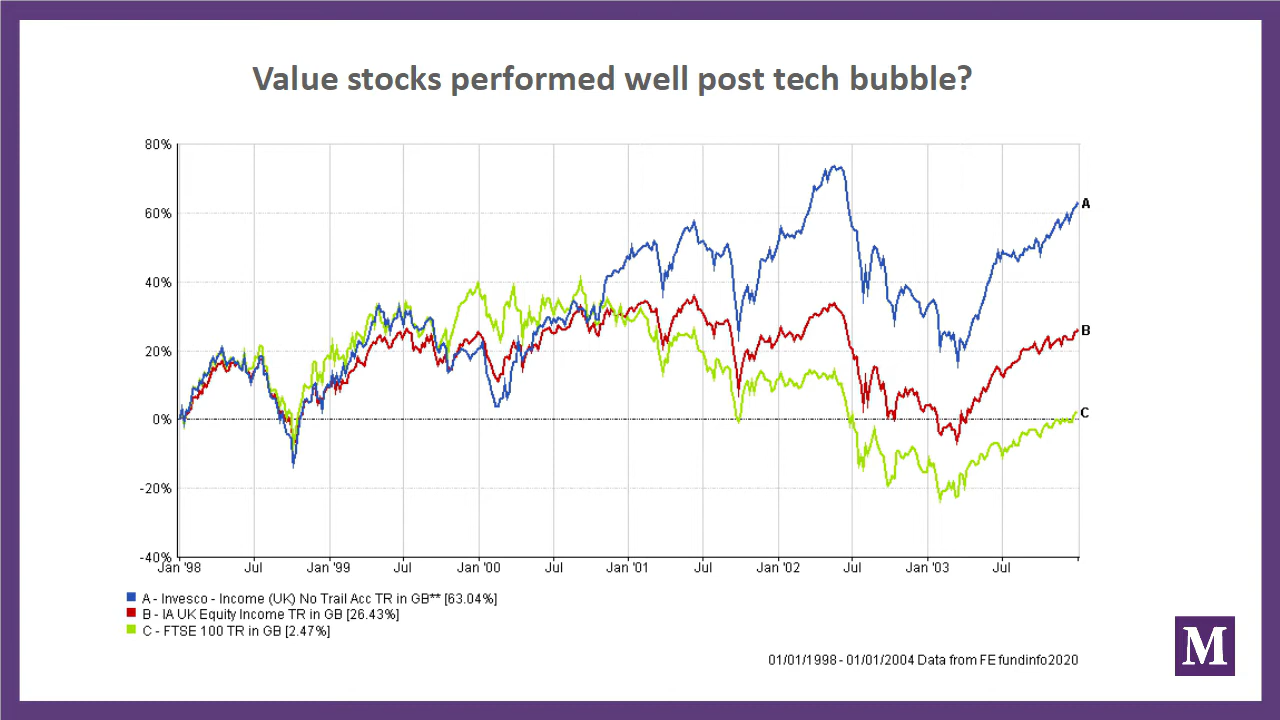 Value stocks performed well post tech bubble?
80%
60%
40%
20%
0%
-20%
-40%
A
B
C
Jan '98 Jul Jan '99 Jul Jan '00 Jul Jan '01 Jul Jan '02 Jul Jan '03 Jul
A - Invesco - Income (UK) No Trail Acc TR in GB** [63.04%]
B - IA UK Equity Income TR in GB [26.43%]
C - FTSE 100 TR in GB [2.47%]
01/01/1998 - 01/01/2004 Data from FE fundinfo2020
M